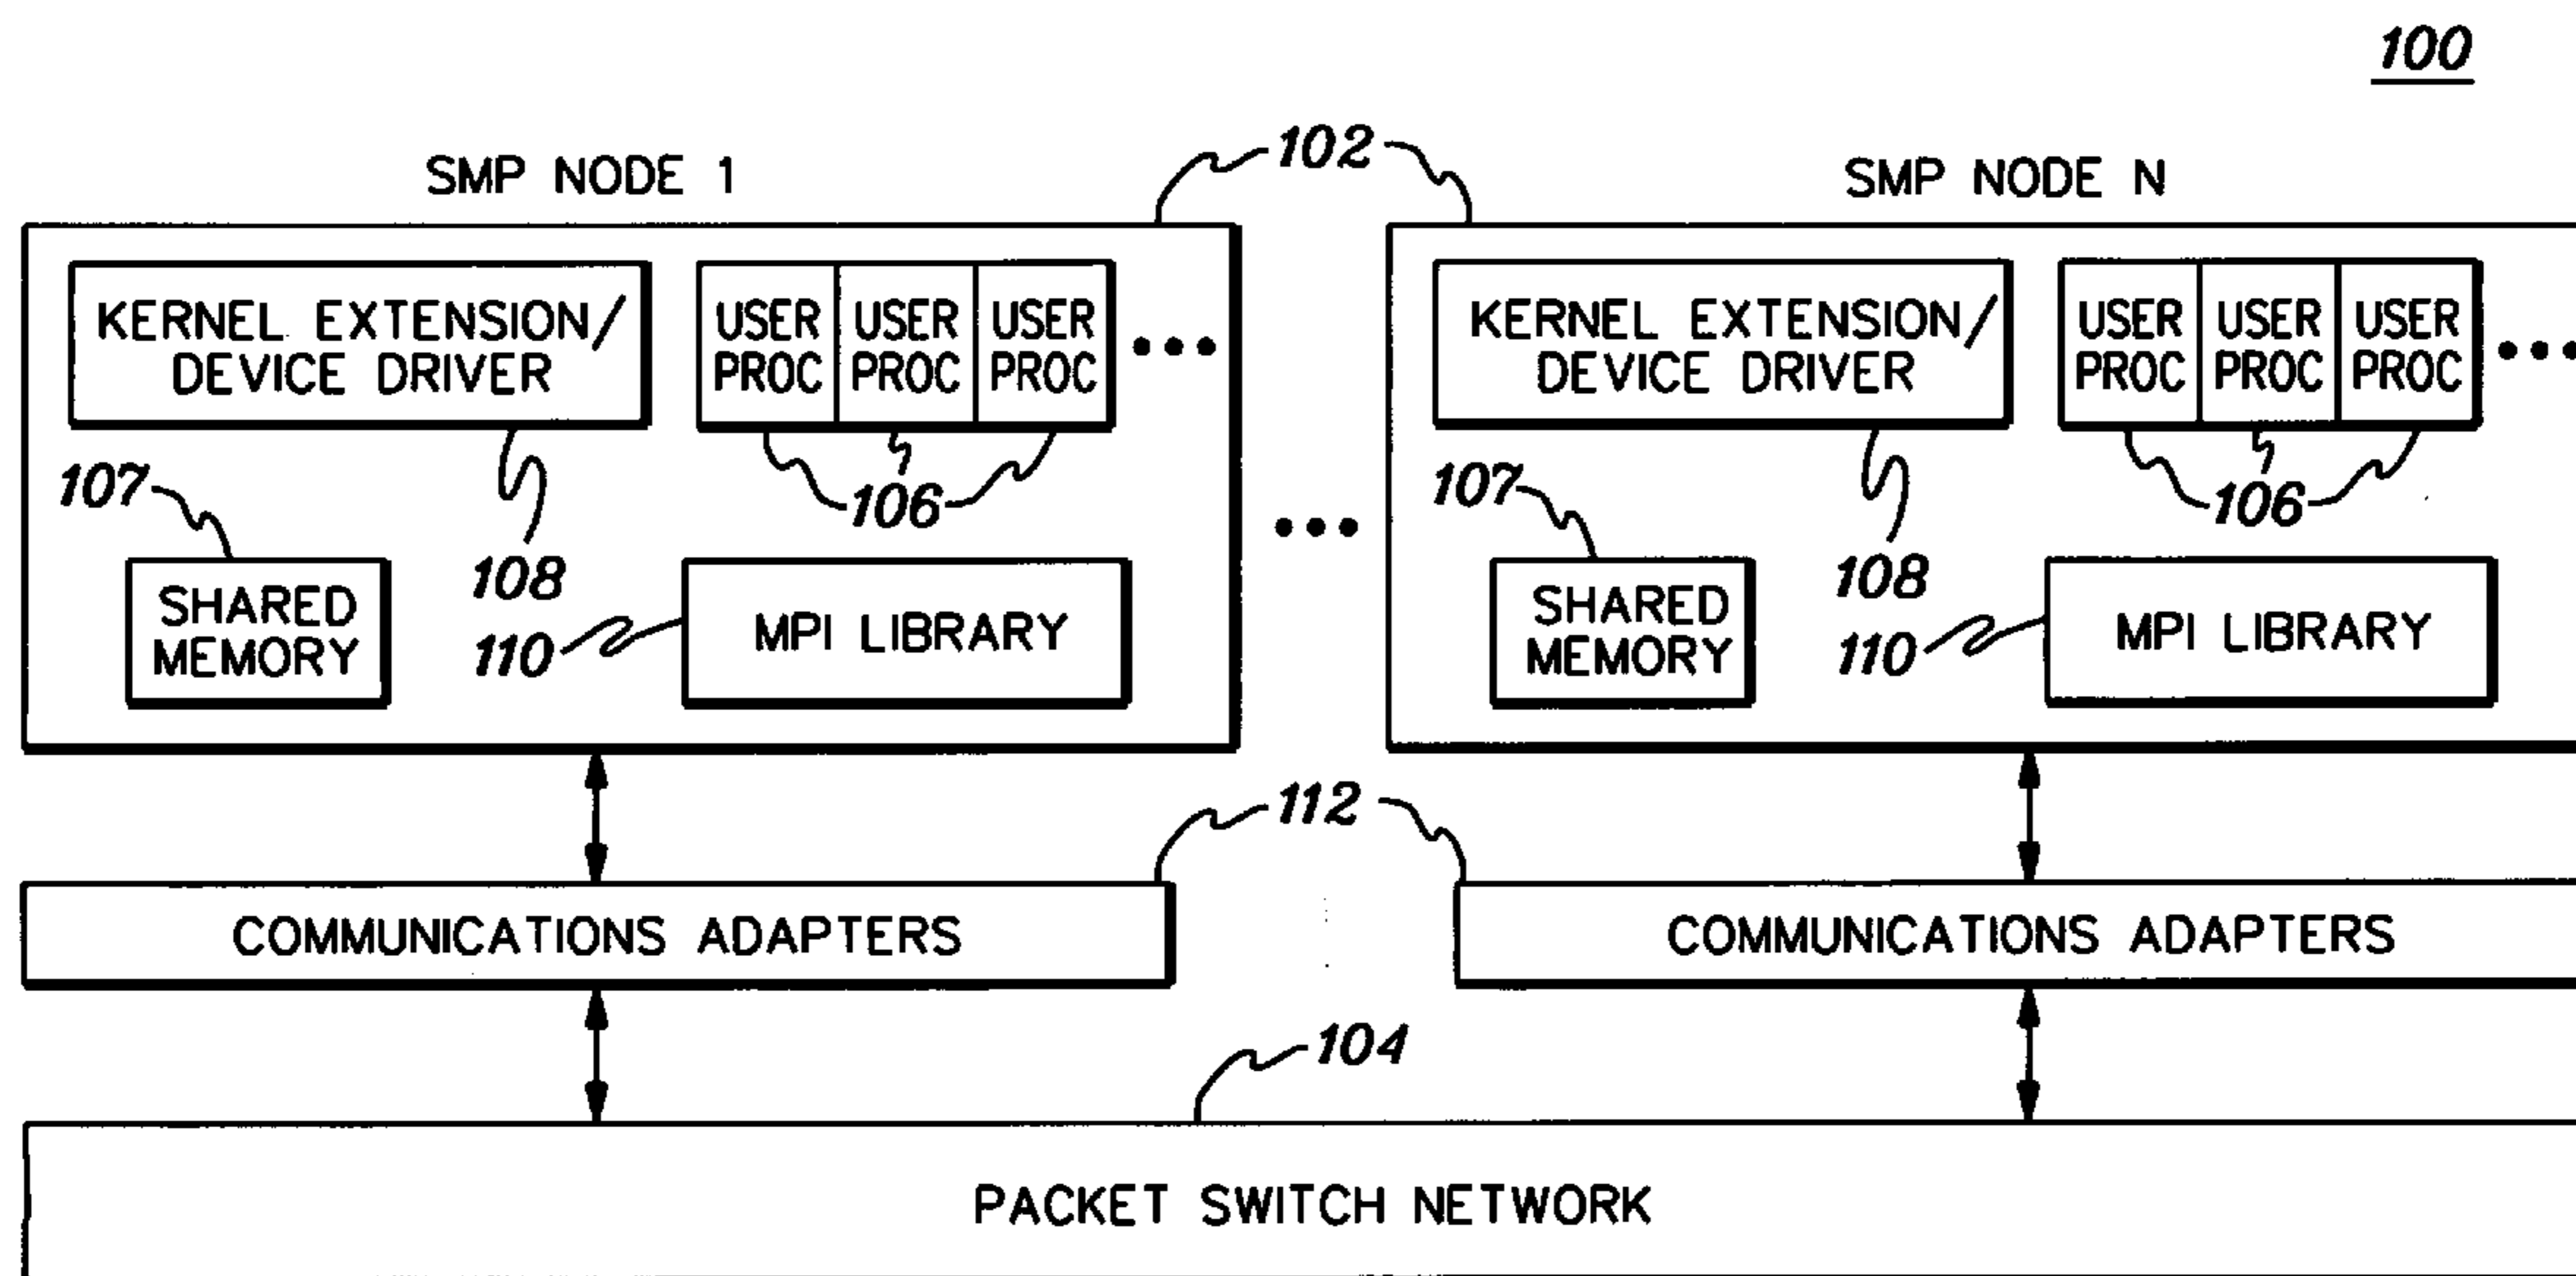 100
102
SMP NODE 1
SMP NODE N
KERNEL EXTENSION/
DEVICE DRIVER
USER PROC
USER PROC
USER PROC
•••
107
108
106
SHARED
MEMORY
110
MPI LIBRARY
•••
KERNEL EXTENSION/
DEVICE DRIVER
USER PROC
USER PROC
USER PROC
•••
107
108
106
SHARED
MEMORY
110
MPI LIBRARY
112
COMMUNICATIONS ADAPTERS
COMMUNICATIONS ADAPTERS
104
PACKET SWITCH NETWORK